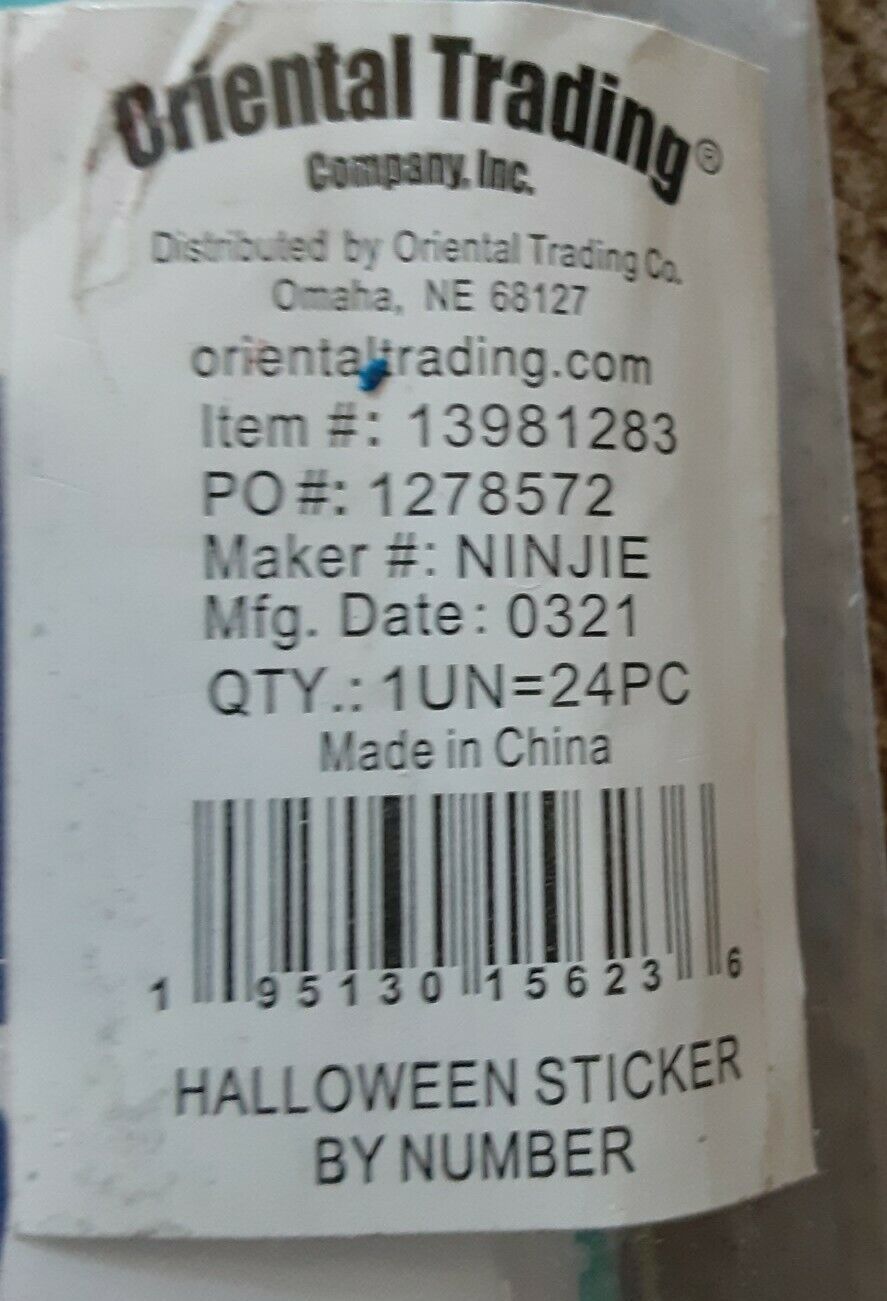 Oriental Trading®
Company, Inc.
Distributed by Oriental Trading Co.
Omaha, NE 68127
orientaltrading.com
Item #: 13981283
PO #: 1278572
Maker #: NINJIE
Mfg. Date: 0321
QTY.: 1UN=24PC
Made in China
1 95130 15623 6
HALLOWEEN STICKER
BY NUMBER